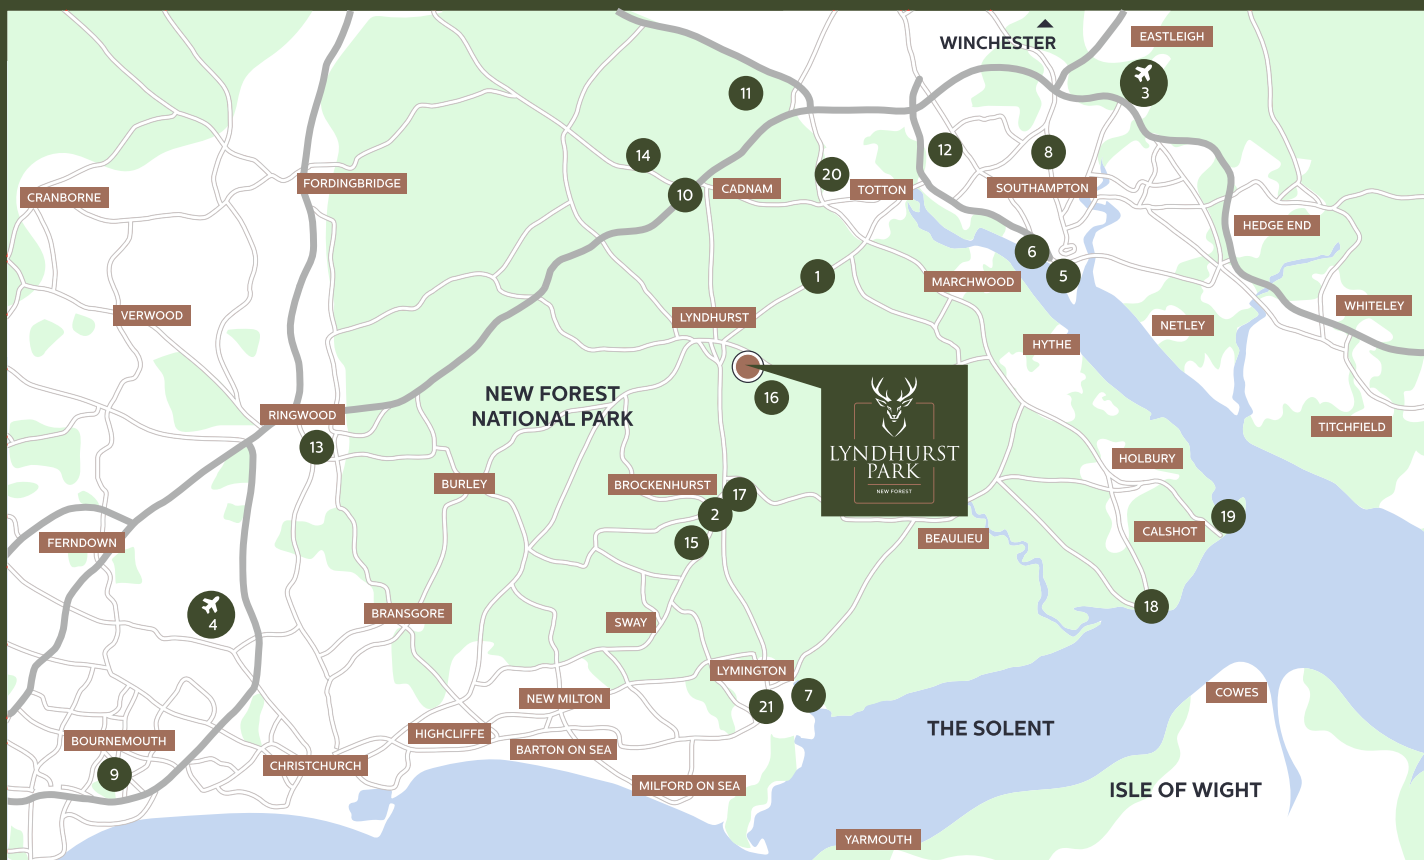 WINCHESTER
EASTLEIGH
3
11
12
8
14
20
10
CADNAM
TOTTON
SOUTHAMPTON
FORDINGBRIDGE
CRANBORNE
HEDGE END
6
5
1
MARCHWOOD
VERWOOD
LYNDHURST
WHITELEY
NETLEY
HYTHE
NEW FOREST
NATIONAL PARK
16
RINGWOOD
13
LYNDHURST
PARK
NEW FOREST
TITCHFIELD
HOLBURY
BURLEY
BROCKENHURST
17
2
15
19
CALSHOT
BEAULIEU
FERNDOWN
4
BRANSGORE
SWAY
18
LYMINGTON
21
7
COWES
NEW MILTON
THE SOLENT
HIGHCLIFFE
BOURNEMOUTH
BARTON ON SEA
CHRISTCHURCH
9
MILFORD ON SEA
ISLE OF WIGHT
YARMOUTH